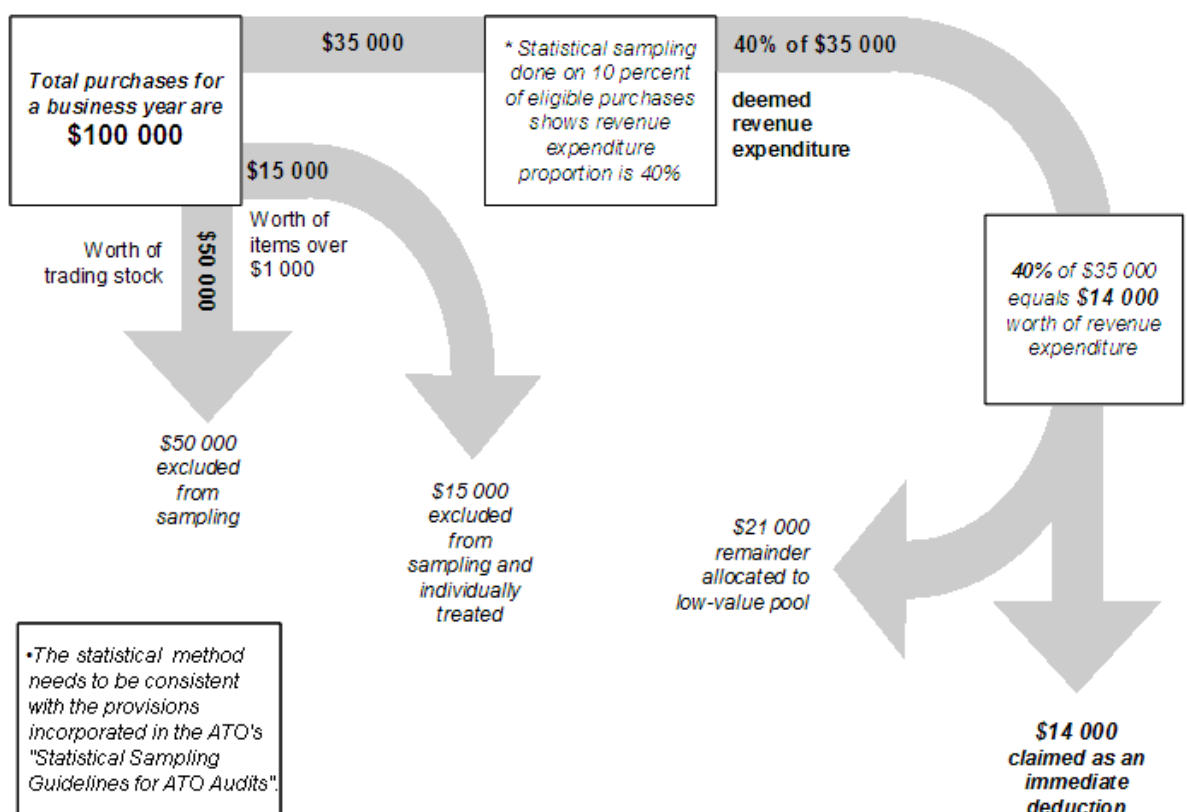 Total purchases for
a business year are
$100 000
$35 000
* Statistical sampling
done on 10 percent
of eligible purchases
shows revenue
expenditure
proportion is 40%
40% of $35 000
deemed
revenue
expenditure
$15 000
Worth of
items over
$1 000
Worth of
trading stock
$50 000
40% of $35 000
equals $14 000
worth of revenue
expenditure
$50 000
excluded
from
sampling
$15 000
excluded
from
sampling and
individually
treated
$21 000
remainder
allocated to
low-value pool
•The statistical method
needs to be consistent
with the provisions
incorporated in the ATO's
"Statistical Sampling
Guidelines for ATO Audits".
$14 000
claimed as an
immediate
deduction